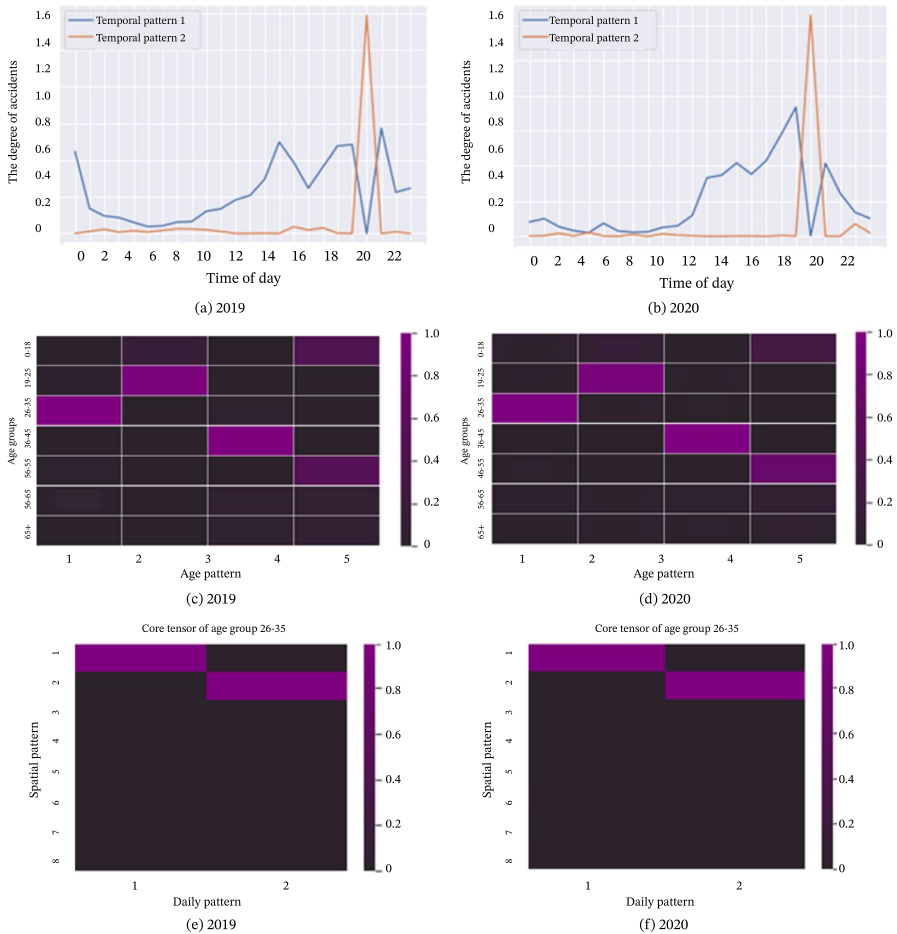 Temporal pattern 1
Temporal pattern 2
The degree of accidents
1.6
1.4
1.2
1.0
0.8
0.6
0.4
0.2
0
0 2 4 6 8 10 12 14 16 18 20 22
Time of day
(a) 2019
Temporal pattern 1
Temporal pattern 2
The degree of accidents
1.6
1.4
1.2
1.0
0.8
0.6
0.4
0.2
0
0 2 4 6 8 10 12 14 16 18 20 22
Time of day
(b) 2020
Age groups
0-18
19-25
26-35
36-45
56-55
56-65
65+
1 2 3 4 5
Age pattern
1.0
0.8
0.6
0.4
0.2
0
(c) 2019
Age groups
0-18
19-25
26-35
36-45
46-55
56-65
65+
1 2 3 4 5
Age pattern
1.0
0.8
0.6
0.4
0.2
0
(d) 2020
Core tensor of age group 26-35
Spatial pattern
1
2
3
4
5
6
7
8
1 2
Daily pattern
1.0
0.8
0.6
0.4
0.2
0
(e) 2019
Core tensor of age group 26-35
Spatial pattern
1
2
3
4
5
6
7
8
1 2
Daily pattern
1.0
0.8
0.6
0.4
0.2
0
(f) 2020